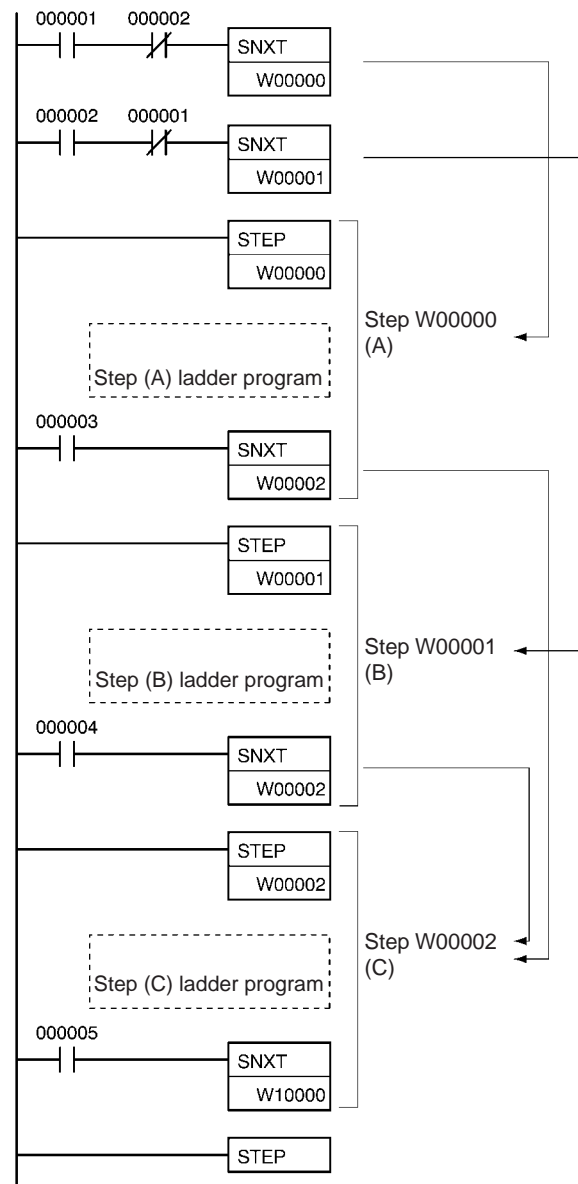 000001 000002
SNXT
W00000
000002 000001
SNXT
W00001
STEP
W00000
Step W00000
(A)
Step (A) ladder program
000003
SNXT
W00002
STEP
W00001
Step W00001
(B)
Step (B) ladder program
000004
SNXT
W00002
STEP
W00002
Step W00002
(C)
Step (C) ladder program
000005
SNXT
W10000
STEP